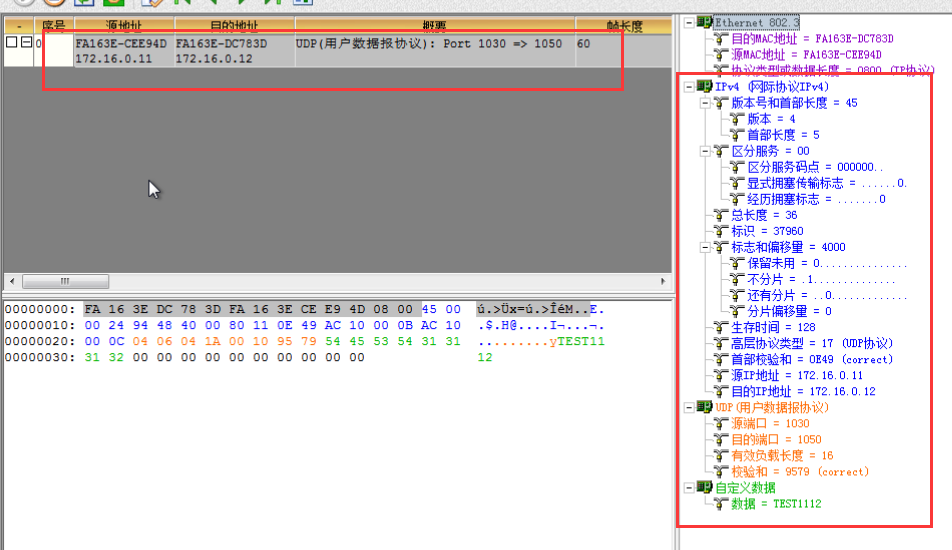 - 序号 源地址 目的地址 概要 帧长度
0 FA163E-CEE94D FA163E-DC783D UDP(用户数据报协议): Port 1030 => 1050 60
172.16.0.11 172.16.0.12
00000000: FA 16 3E DC 78 3D FA 16 3E CE E9 4D 08 00 45 00 ú.>Üx=ú.>ÎéM..E.
00000010: 00 24 94 48 40 00 80 11 0E 49 AC 10 00 0B AC 10 .$.H@....I¬...¬.
00000020: 00 0C 04 06 04 1A 00 10 95 79 54 45 53 54 31 31 .........yTEST11
00000030: 31 32 00 00 00 00 00 00 00 00 00 00 12
Ethernet 802.3
目的MAC地址 = FA163E-DC783D
源MAC地址 = FA163E-CEE94D
协议类型或数据长度 = 0800 (IP协议)
IPv4 (网际协议IPv4)
版本号和首部长度 = 45
版本 = 4
首部长度 = 5
区分服务 = 00
区分服务码点 = 000000..
显式拥塞传输标志 = ......0.
经历拥塞标志 = .......0
总长度 = 36
标识 = 37960
标志和偏移量 = 4000
保留未用 = 0...............
不分片 = .1..............
还有分片 = ..0.............
分片偏移量 = 0
生存时间 = 128
高层协议类型 = 17 (UDP协议)
首部校验和 = 0E49 (correct)
源IP地址 = 172.16.0.11
目的IP地址 = 172.16.0.12
UDP(用户数据报协议)
源端口 = 1030
目的端口 = 1050
有效负载长度 = 16
校验和 = 9579 (correct)
自定义数据
数据 = TEST1112